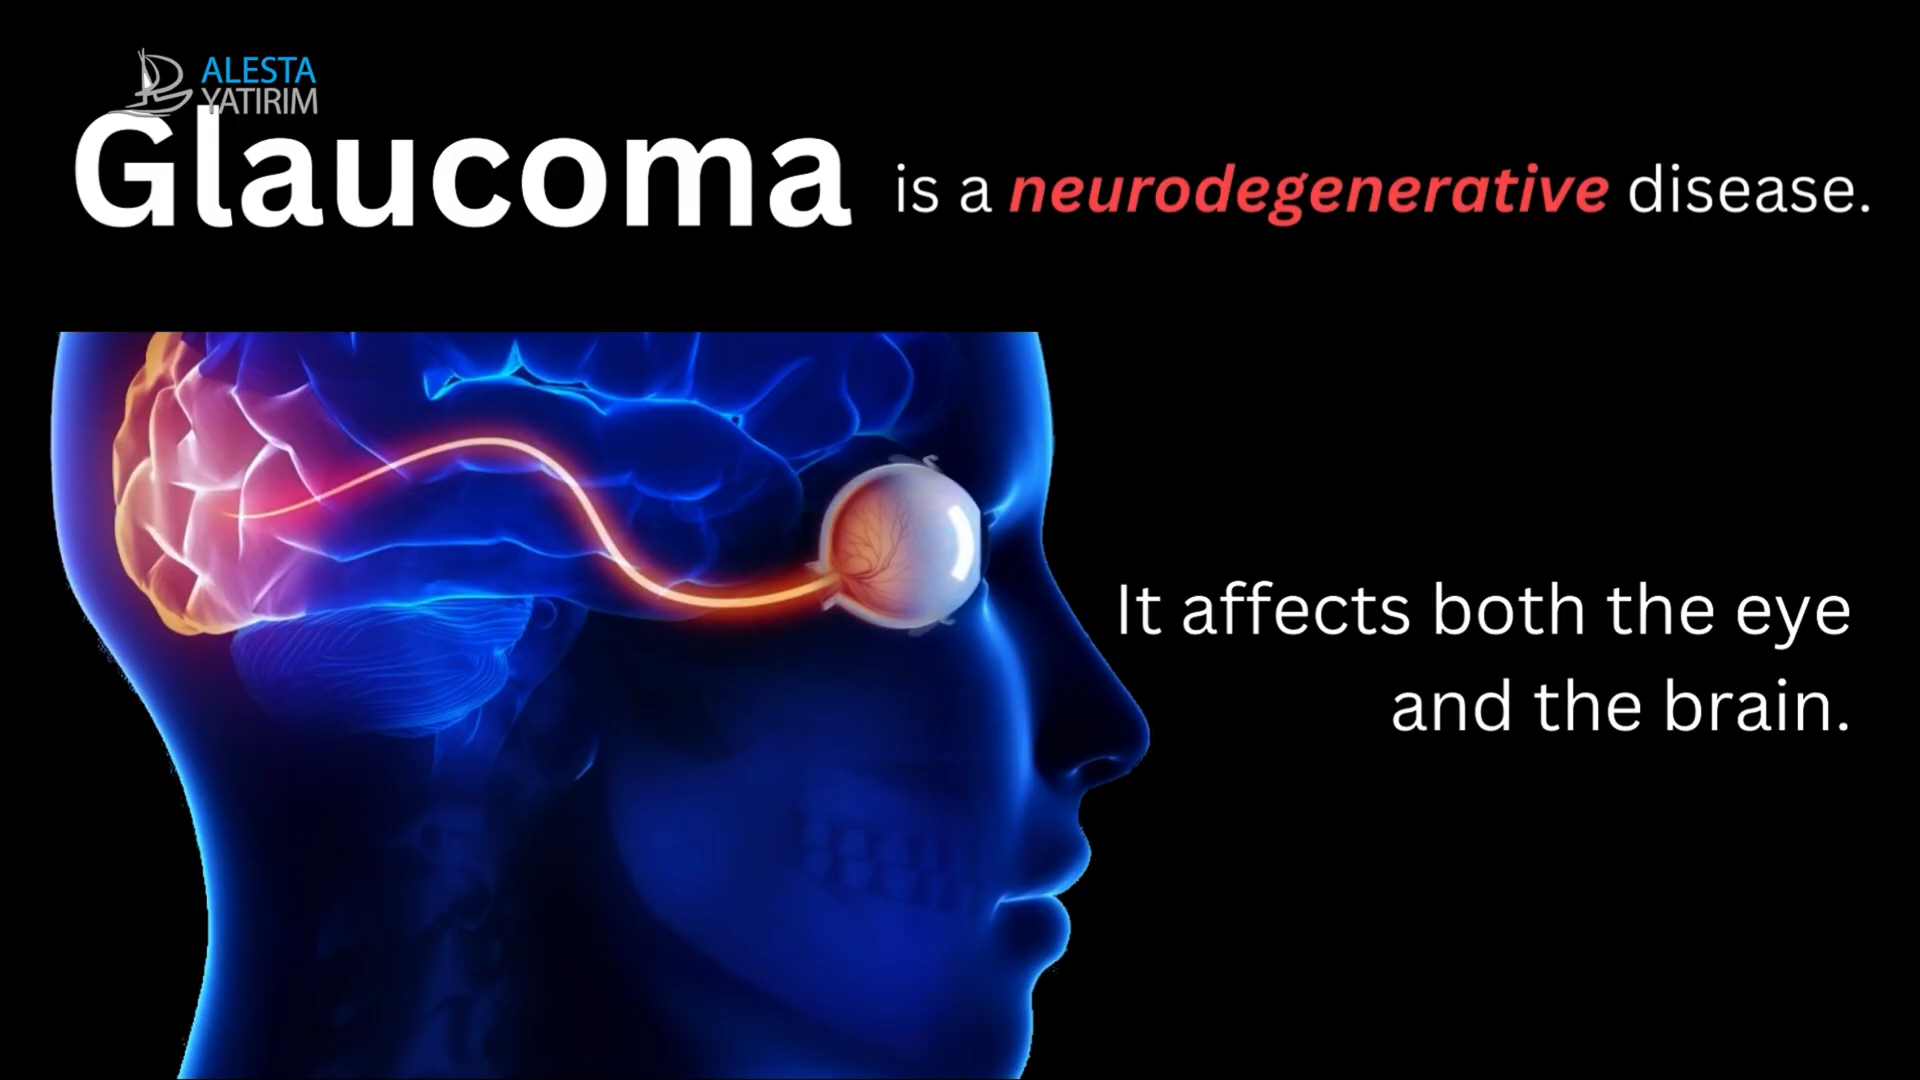 ALESTA
YATIRIM
Glaucoma is a neurodegenerative disease.
It affects both the eye
and the brain.